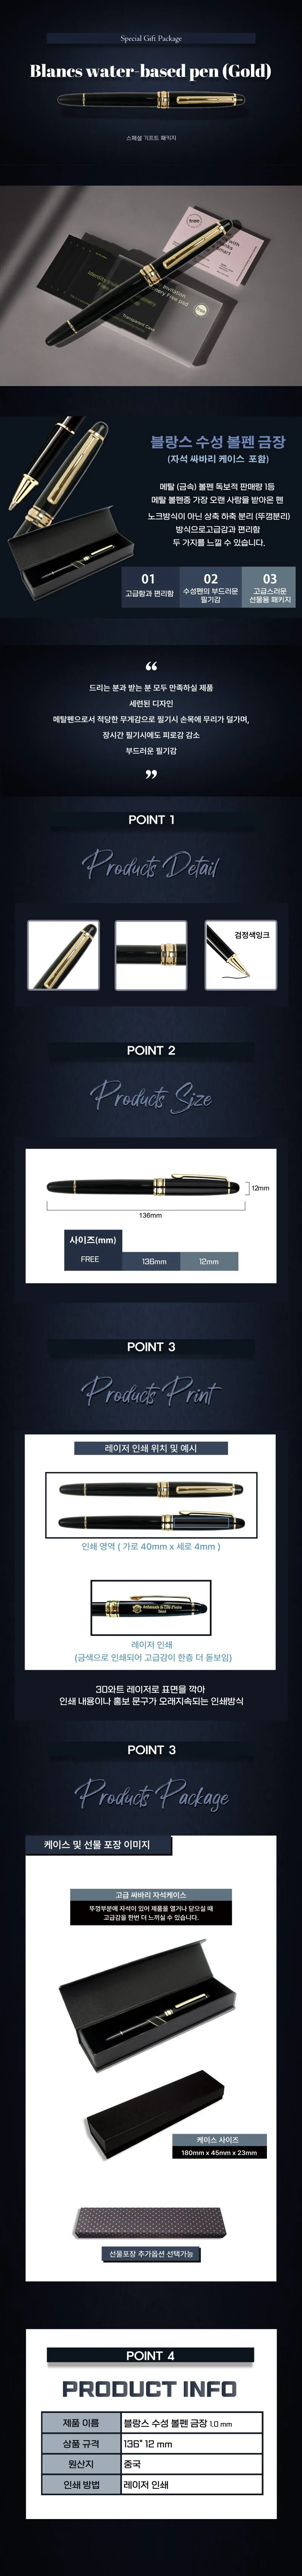 Special Gift Package
Blancs water-based pen (Gold)
스페셜 기프트 패키지
free
Transparent Case
블랑스 수성 볼펜 금장
(자석 싸바리 케이스 포함)
메탈 (금속) 볼펜 독보적 판매량 1등
메탈 볼펜중 가장 오랜 사랑을 받아온 펜
노크방식이 아닌 상축 하축 분리 (뚜껑분리)
방식으로고급감과 편리함
두 가지를 느낄 수 있습니다.
01
고급함과 편리함
02
수성펜의 부드러운
필기감
03
고급스러운
선물용 패키지
“
드리는 분과 받는 분 모두 만족하실 제품
세련된 디자인
메탈펜으로서 적당한 무게감으로 필기시 손목에 무리가 덜가며,
장시간 필기시에도 피로감 감소
부드러운 필기감
”
POINT 1
Products Detail
검정색잉크
POINT 2
Products Size
12mm
136mm
사이즈(mm)
FREE 136mm 12mm
POINT 3
Products Print
레이저 인쇄 위치 및 예시
인쇄 영역 ( 가로 40mm x 세로 4mm )
Ambassade de Côte d'Ivoire
Séoul
레이저 인쇄
(금색으로 인쇄되어 고급감이 한층 더 돋보임)
30와트 레이저로 표면을 깍아
인쇄 내용이나 홍보 문구가 오래지속되는 인쇄방식
POINT 3
Products Package
케이스 및 선물 포장 이미지
고급 싸바리 자석케이스
뚜껑부분에 자석이 있어 제품을 열거나 닫으실 때
고급감을 한번 더 느끼실 수 있습니다.
케이스 사이즈
180mm x 45mm x 23mm
선물포장 추가옵션 선택가능
POINT 4
PRODUCT INFO
제품 이름 블랑스 수성 볼펜 금장 1.0 mm
상품 규격 136* 12 mm
원산지 중국
인쇄 방법 레이저 인쇄